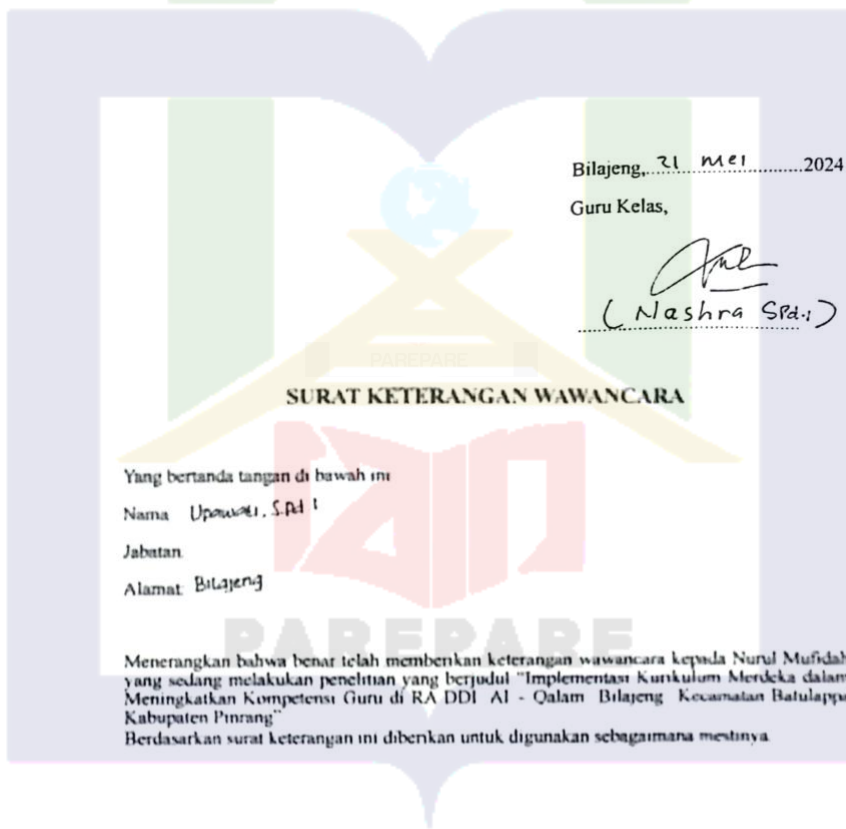 Bilajeng, 21 Mei 2024
Guru Kelas,
(Nashra SPd.i)
PAREPARE
SURAT KETERANGAN WAWANCARA
Yang bertanda tangan di bawah ini
Nama Upawati, S.Pd I
Jabatan
Alamat: Bilajeng
PAREPARE
Menerangkan bahwa benar telah memberikan keterangan wawancara kepada Nurul Mufidah
yang sedang melakukan penelitian yang berjudul "Implementasi Kurikulum Merdeka dalam
Meningkatkan Kompetensi Guru di RA DDI Al - Qalam Bilajeng Kecamatan Batulappa
Kabupaten Pinrang"
Berdasarkan surat keterangan ini diberikan untuk digunakan sebagaimana mestinya